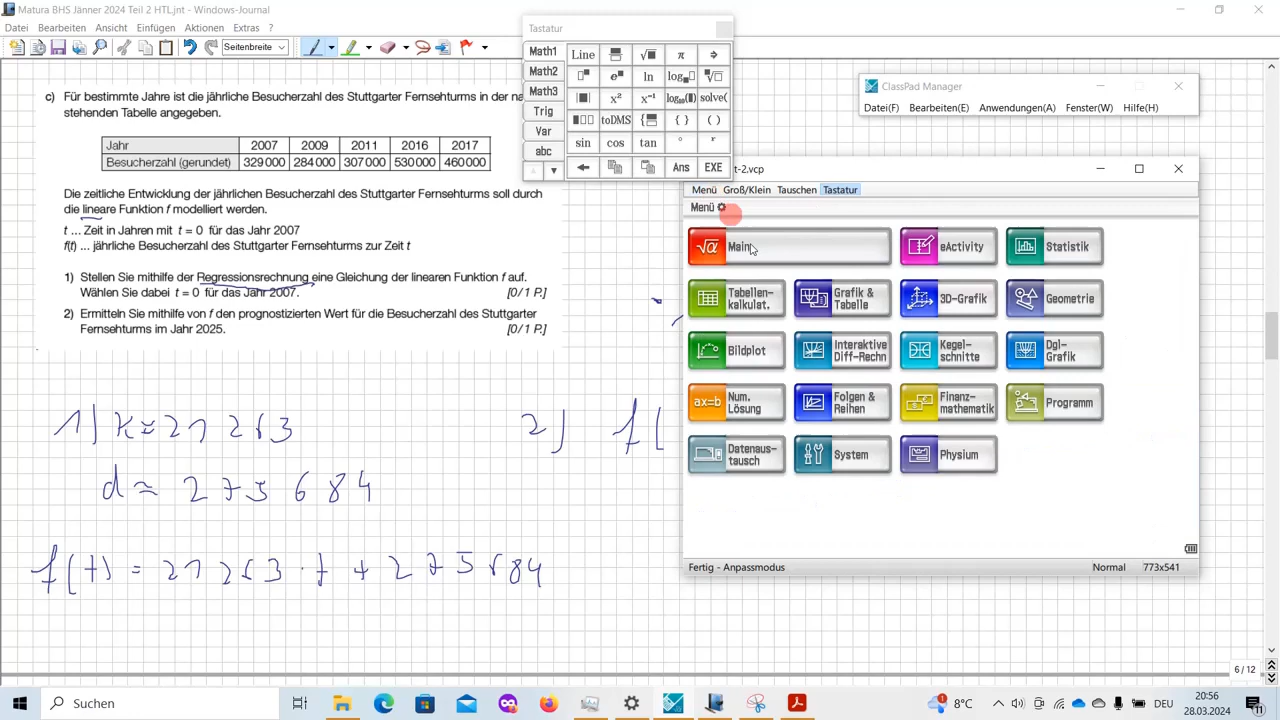 Matura BHS Jänner 2024 Teil 2 HTL.jnt - Windows-Journal
Datei Bearbeiten Ansicht Einfügen Aktionen Extras ?
Seitenbreite
c) Für bestimmte Jahre ist die jährliche Besucherzahl des Stuttgarter Fernsehturms in der na
stehenden Tabelle angegeben.
Jahr 2007 2009 2011 2016 2017
Besucherzahl (gerundet) 329 000 284 000 307 000 530 000 460 000
Die zeitliche Entwicklung der jährlichen Besucherzahl des Stuttgarter Fernsehturms soll durch
die lineare Funktion f modelliert werden.
t ... Zeit in Jahren mit t = 0 für das Jahr 2007
f(t) ... jährliche Besucherzahl des Stuttgarter Fernsehturms zur Zeit t
1) Stellen Sie mithilfe der Regressionsrechnung eine Gleichung der linearen Funktion f auf.
Wählen Sie dabei t = 0 für das Jahr 2007. [0/1 P.]
2) Ermitteln Sie mithilfe von f den prognostizierten Wert für die Besucherzahl des Stuttgarter
Fernsehturms im Jahr 2025. [0/1 P.]
1) k ≈ 21 263
d ≈ 275 684
f(t) = 21 263 · t + 275 684
2) f(
Tastatur
Math1 Line √ π ⇒
Math2 e ln log
Math3 x² x⁻¹ log₁₀( ) solve(
Trig toDMS { } ( )
Var sin cos tan ° r
abc
Ans EXE
ClassPad Manager
Datei(F) Bearbeiten(E) Anwendungen(A) Fenster(W) Hilfe(H)
t-2.vcp
Menü Groß/Klein Tauschen Tastatur
Menü
√α Main eActivity Statistik
Tabellen-
kalkulat. Grafik &
Tabelle 3D-Grafik Geometrie
Bildplot Interaktive
Diff-Rechn Kegel-
schnitte Dgl-
Grafik
ax=b Num.
Lösung Folgen &
Reihen Finanz-
mathematik Programm
Datenaus-
tausch System Physium
Fertig - Anpassmodus Normal 773x541
6 / 12
Suchen
1 8°C DEU 20:56
28.03.2024 11